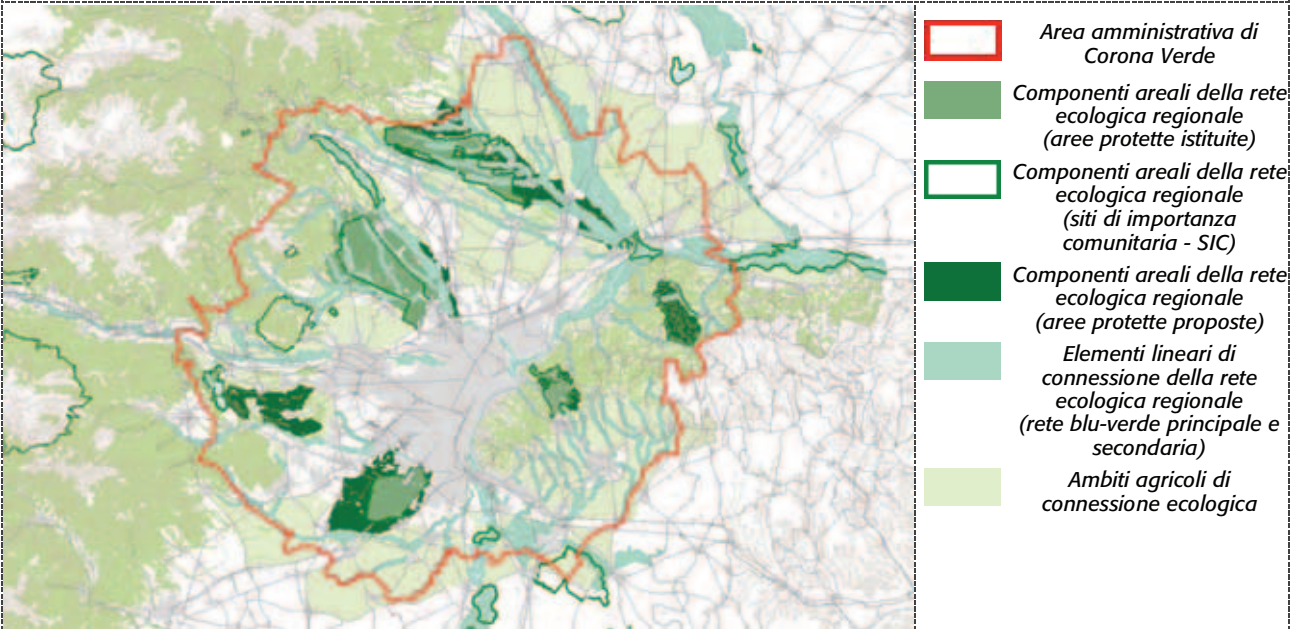 Area amministrativa di
Corona Verde
Componenti areali della rete
ecologica regionale
(aree protette istituite)
Componenti areali della rete
ecologica regionale
(siti di importanza
comunitaria - SIC)
Componenti areali della rete
ecologica regionale
(aree protette proposte)
Elementi lineari di
connessione della rete
ecologica regionale
(rete blu-verde principale e
secondaria)
Ambiti agricoli di
connessione ecologica